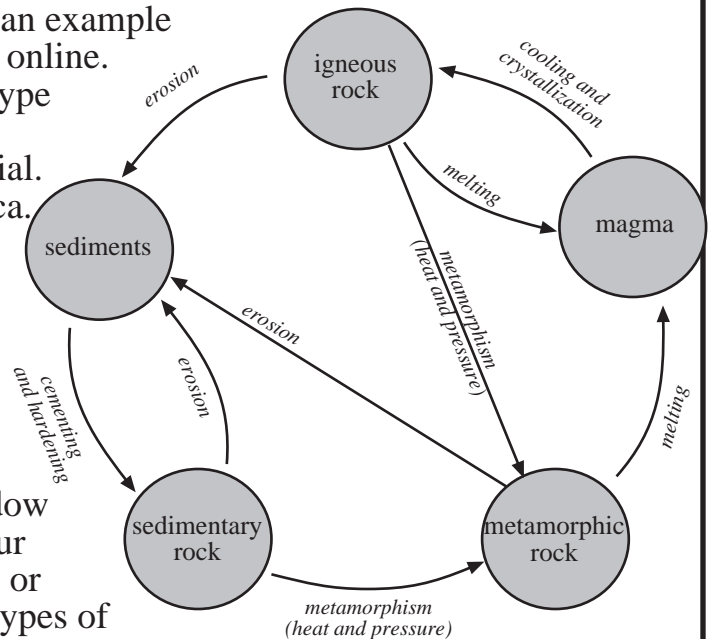 an example
online.
ype
ial.
ca.
low
ur
or
ypes of
igneous
rock
cooling and
crystallization
erosion
melting
magma
sediments
metamorphism
(heat and pressure)
erosion
erosion
cementing
and hardening
melting
sedimentary
rock
metamorphic
rock
metamorphism
(heat and pressure)